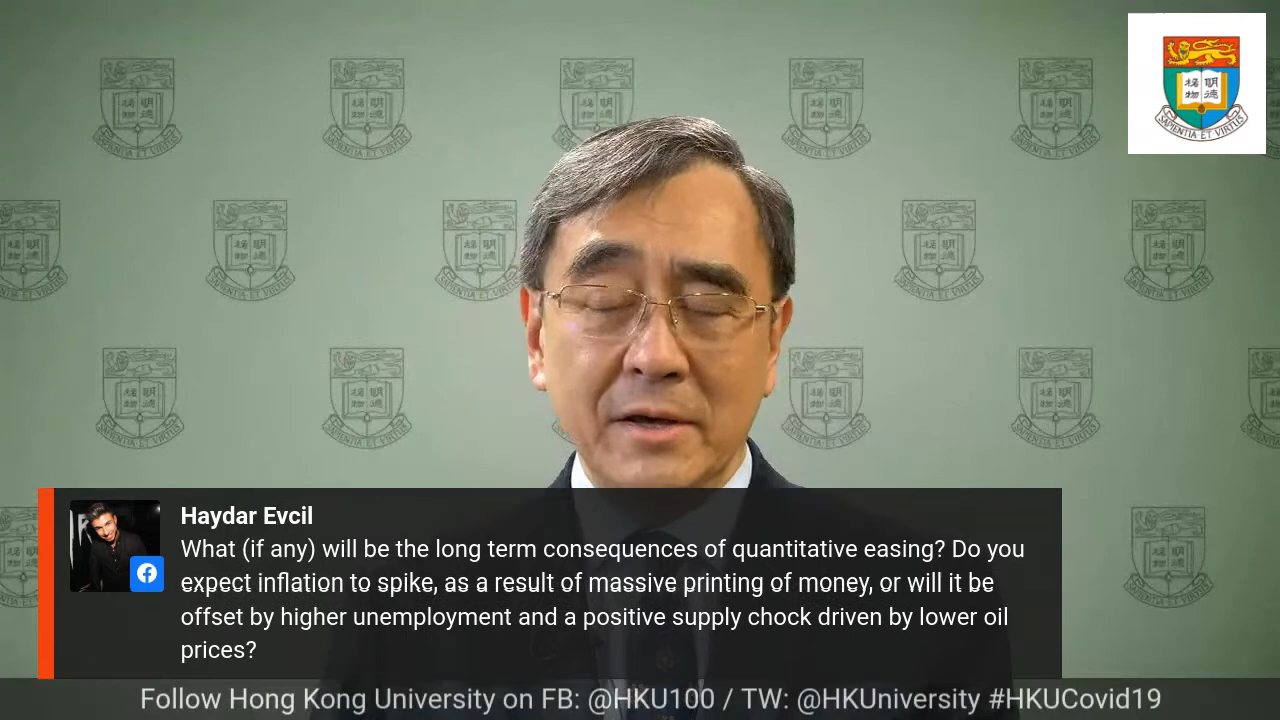 格物
明德
SAPIENTIA ET VIRTUS
Haydar Evcil
What (if any) will be the long term consequences of quantitative easing? Do you
expect inflation to spike, as a result of massive printing of money, or will it be
offset by higher unemployment and a positive supply chock driven by lower oil
prices?
Follow Hong Kong University on FB: @HKU100 / TW: @HKUniversity #HKUCovid19